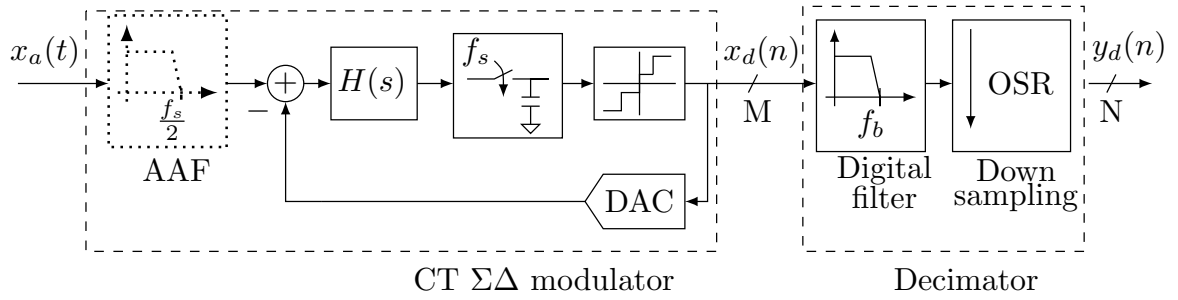 x_a(t)
f_s/2
AAF
+
−
H(s)
f_s
DAC
CT ΣΔ modulator
x_d(n)
M
f_b
Digital
filter
OSR
Down
sampling
Decimator
y_d(n)
N